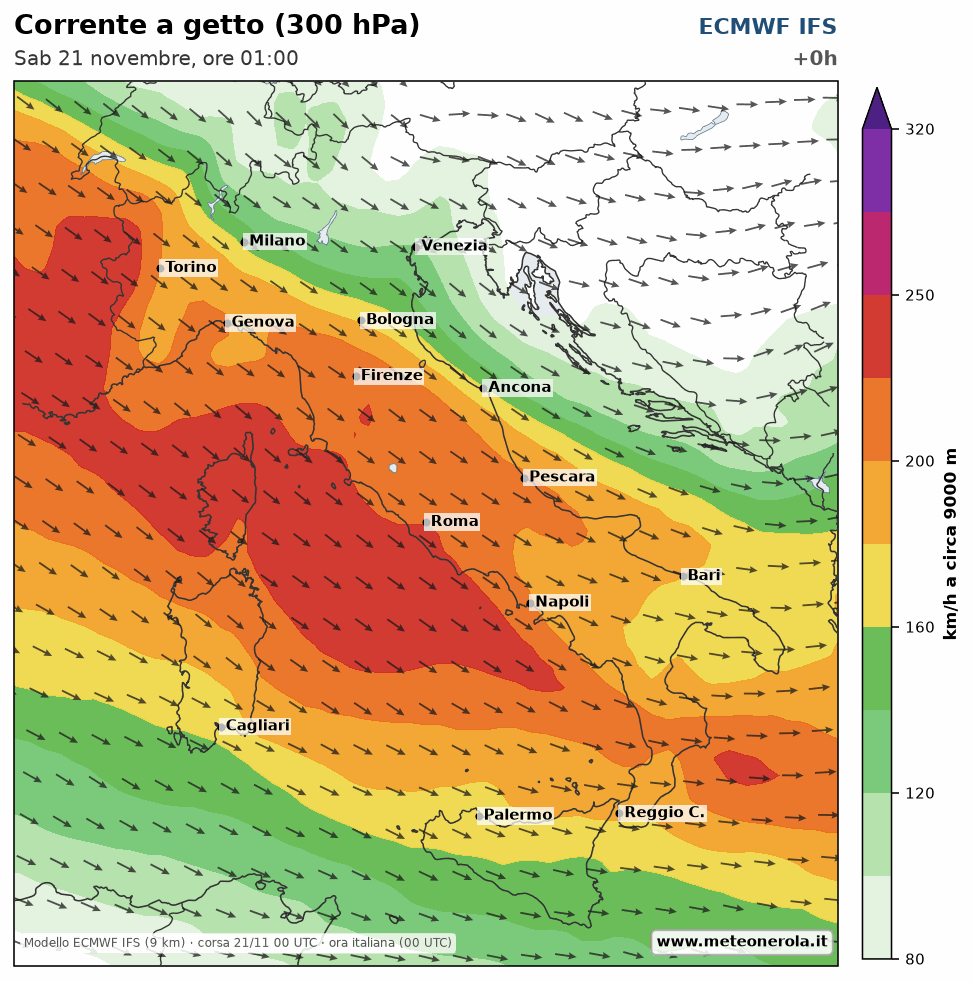 Corrente a getto (300 hPa)
ECMWF IFS
Sab 21 novembre, ore 01:00
+0h
Milano
Venezia
Torino
Genova
Bologna
Firenze
Ancona
Pescara
Roma
Bari
Napoli
Cagliari
Palermo
Reggio C.
320
250
200
160
120
80
km/h a circa 9000 m
Modello ECMWF IFS (9 km) · corsa 21/11 00 UTC · ora italiana (00 UTC)
www.meteonerola.it